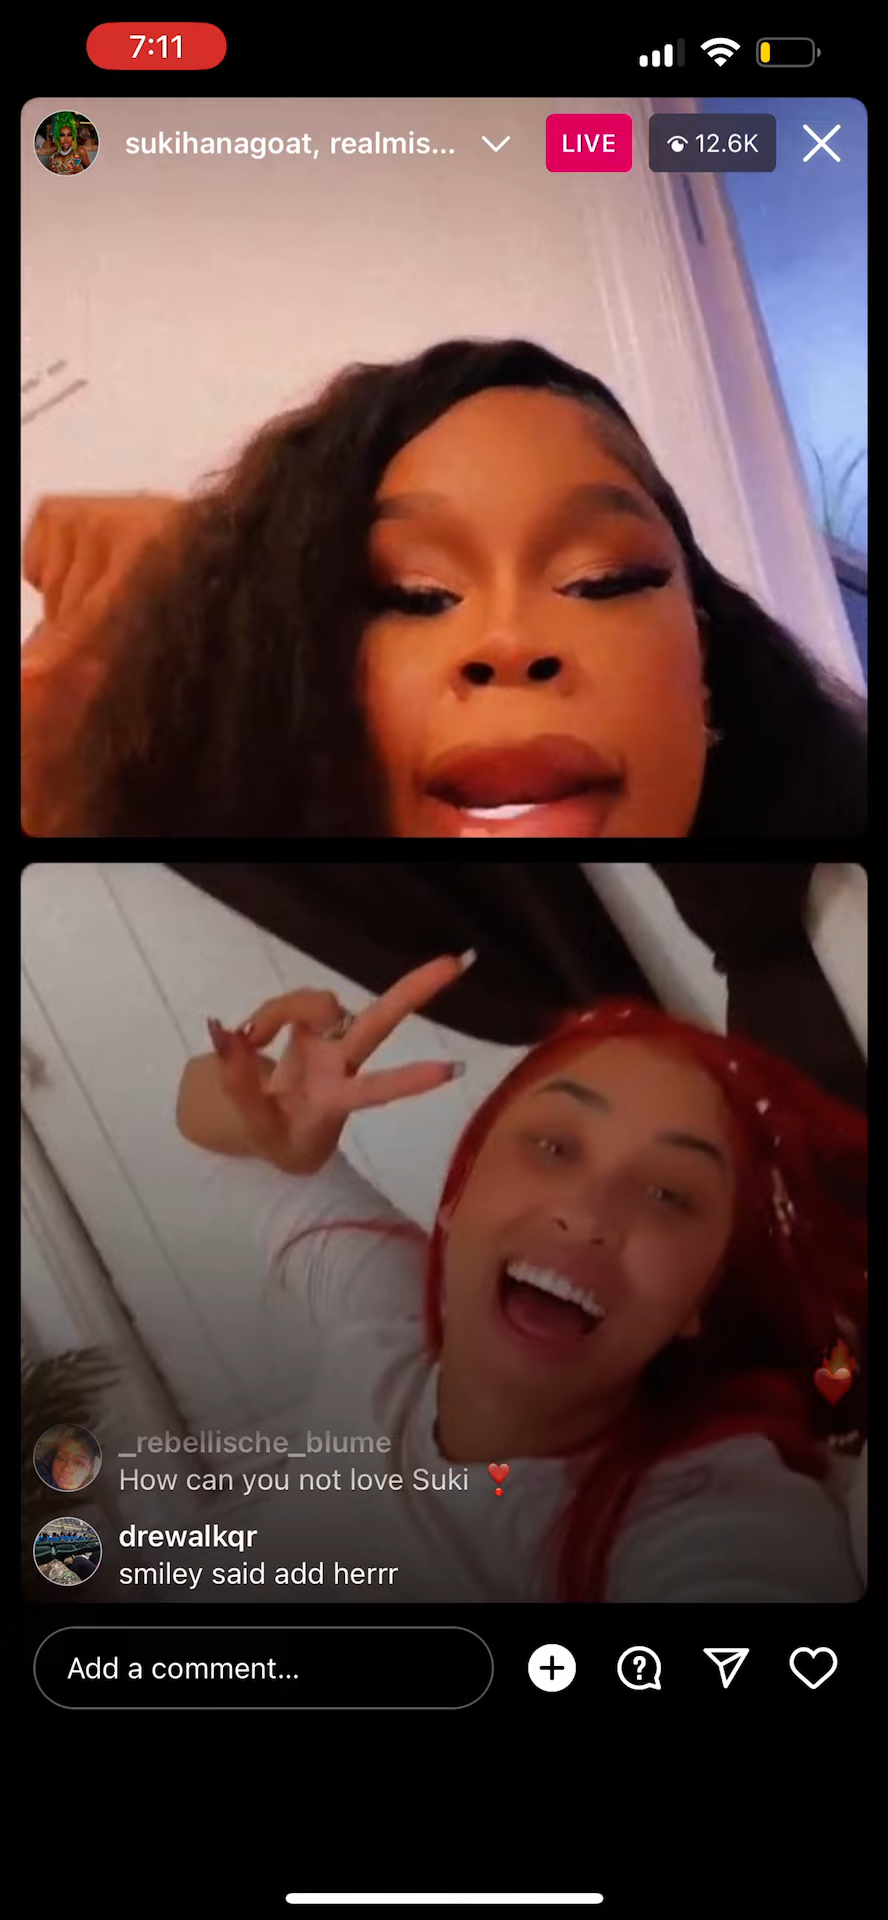 7:11
sukihanagoat, realmis...
LIVE
12.6K
_rebellische_blume
How can you not love Suki ❣️
drewalkqr
smiley said add herrr
Add a comment...